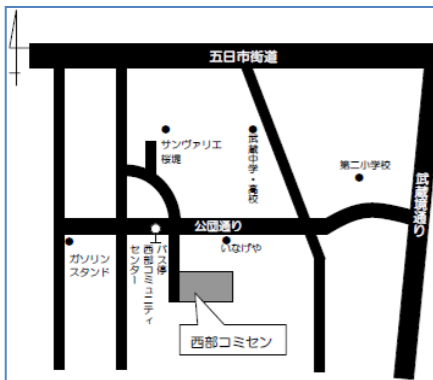 五日市街道
サンヴァリエ
桜堤
武蔵中学・高校
第二小学校
武蔵境通り
公団通り
ガソリン
スタンド
バス停
西部コミュニティ
センター
いなげや
西部コミセン